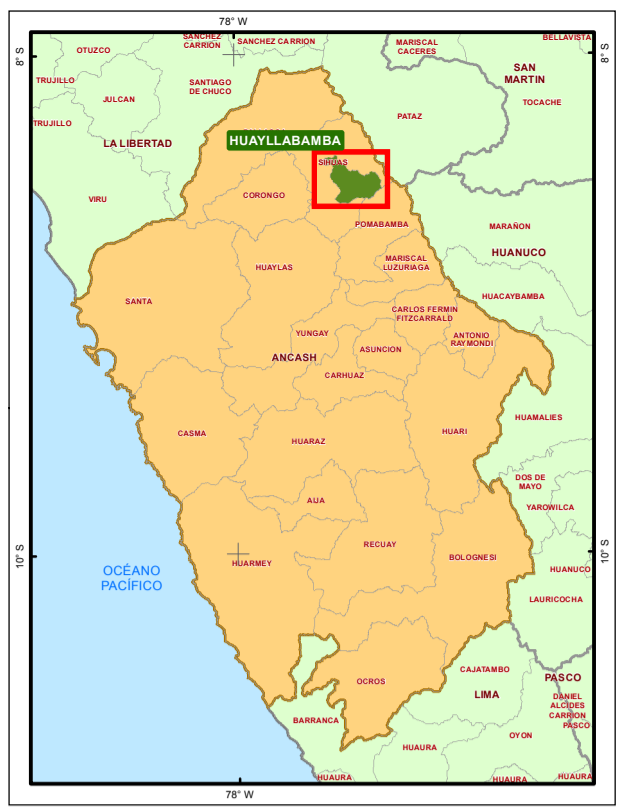 78° W
SANCHEZ
CARRION
SANCHEZ CARRION
MARISCAL
CACERES
BELLAVISTA
OTUZCO
8° S
8° S
SAN
MARTIN
TRUJILLO
SANTIAGO
DE CHUCO
JULCAN
TOCACHE
PATAZ
TRUJILLO
LA LIBERTAD
HUAYLLABAMBA
SIHUAS
VIRU
CORONGO
POMABAMBA
MARAÑON
HUANUCO
MARISCAL
LUZURIAGA
HUAYLAS
SANTA
HUACAYBAMBA
CARLOS FERMIN
FITZCARRALD
YUNGAY
ANTONIO
RAYMONDI
ASUNCION
ANCASH
CARHUAZ
HUAMALIES
CASMA
HUARI
HUARAZ
DOS DE
MAYO
AIJA
YAROWILCA
RECUAY
10° S
10° S
HUARMEY
BOLOGNESI
OCÉANO
PACÍFICO
HUANUCO
LAURICOCHA
CAJATAMBO
PASCO
OCROS
LIMA
DANIEL
ALCIDES
CARRION
PASCO
BARRANCA
OYON
HUAURA
HUAURA
HUAURA
HUAURA
78° W